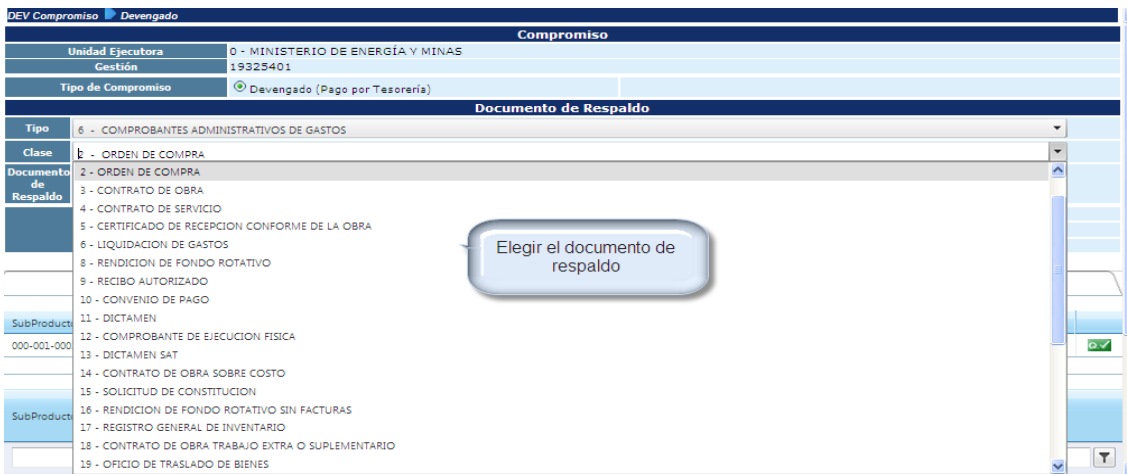 DEV Compromiso Devengado
Compromiso
Unidad Ejecutora 0 - MINISTERIO DE ENERGÍA Y MINAS
Gestión 19325401
Tipo de Compromiso Devengado (Pago por Tesorería)
Documento de Respaldo
Tipo 6 - COMPROBANTES ADMINISTRATIVOS DE GASTOS
Clase 2 - ORDEN DE COMPRA
Documento de Respaldo
2 - ORDEN DE COMPRA
3 - CONTRATO DE OBRA
4 - CONTRATO DE SERVICIO
5 - CERTIFICADO DE RECEPCION CONFORME DE LA OBRA
6 - LIQUIDACION DE GASTOS
Elegir el documento de
respaldo
8 - RENDICION DE FONDO ROTATIVO
9 - RECIBO AUTORIZADO
10 - CONVENIO DE PAGO
11 - DICTAMEN
SubProduct
12 - COMPROBANTE DE EJECUCION FISICA
000-001-000
13 - DICTAMEN SAT
14 - CONTRATO DE OBRA SOBRE COSTO
15 - SOLICITUD DE CONSTITUCION
16 - RENDICION DE FONDO ROTATIVO SIN FACTURAS
SubProduct
17 - REGISTRO GENERAL DE INVENTARIO
18 - CONTRATO DE OBRA TRABAJO EXTRA O SUPLEMENTARIO
19 - OFICIO DE TRASLADO DE BIENES